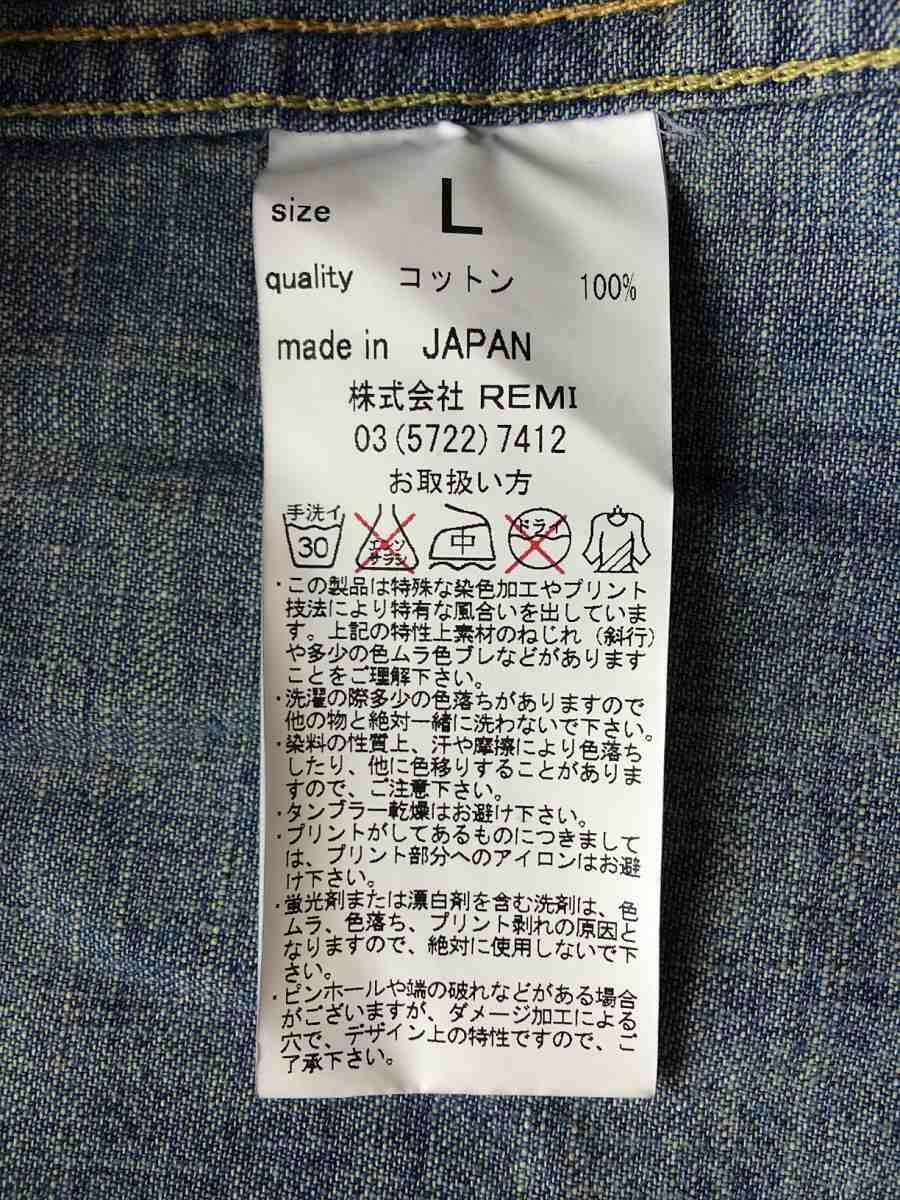 size L
quality コットン 100%
made in JAPAN
株式会社 REMI
03(5722)7412
お取扱い方
手洗イ エンソ サラシ 中 ドライ
30
・この製品は特殊な染色加工やプリント
技法により特有な風合いを出していま
す。上記の特性上素材のねじれ（斜行）
や多少の色ムラ色ブレなどがあります
ことをご理解下さい。
・洗濯の際多少の色落ちがありますので
他の物と絶対一緒に洗わないで下さい。
・染料の性質上、汗や摩擦により色落ち
したり、他に色移りすることがありま
すので、ご注意下さい。
・タンブラー乾燥はお避け下さい。
・プリントがしてあるものにつきまして
は、プリント部分へのアイロンはお避
け下さい。
・蛍光剤または漂白剤を含む洗剤は、色
ムラ、色落ち、プリント剥れの原因と
なりますので、絶対に使用しないで下
さい。
・ピンホールや端の破れなどがある場合
がございますが、ダメージ加工による
穴で、デザイン上の特性ですので、ご
了承下さい。